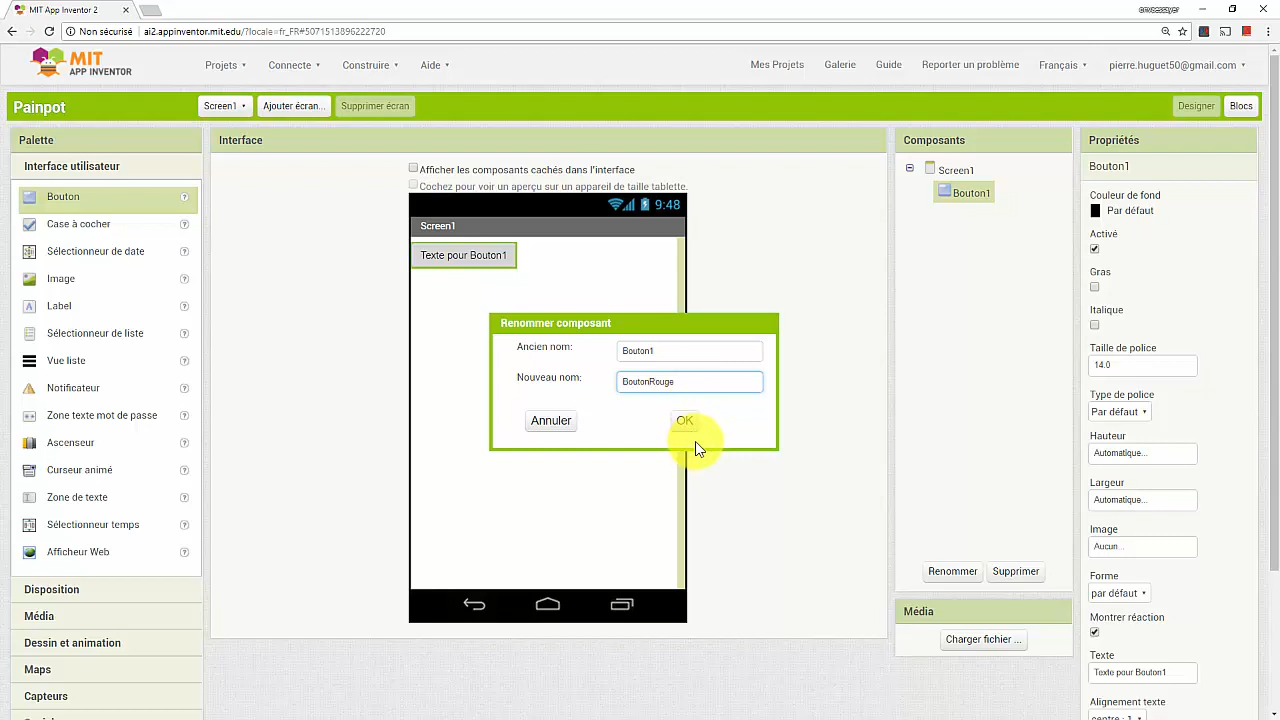 MIT App Inventor 2
Non sécurisé
ai2.appinventor.mit.edu/?locale=fr_FR#5071513896222720
MIT
APP INVENTOR
Projets
Connecte
Construire
Aide
Mes Projets
Galerie
Guide
Reporter un problème
Français
pierre.huguet50@gmail.com
Painpot
Screen1
Ajouter écran...
Supprimer écran
Designer
Blocs
Palette
Interface utilisateur
Bouton
Case à cocher
Sélectionneur de date
Image
Label
Sélectionneur de liste
Vue liste
Notificateur
Zone texte mot de passe
Ascenseur
Curseur animé
Zone de texte
Sélectionneur temps
Afficheur Web
Disposition
Média
Dessin et animation
Maps
Capteurs
Interface
Afficher les composants cachés dans l'interface
Cochez pour voir un aperçu sur un appareil de taille tablette.
9:48
Screen1
Texte pour Bouton1
Renommer composant
Ancien nom:
Bouton1
Nouveau nom:
BoutonRouge
Annuler
OK
Composants
Screen1
Bouton1
Renommer
Supprimer
Média
Charger fichier ...
Propriétés
Bouton1
Couleur de fond
Par défaut
Activé
Gras
Italique
Taille de police
14.0
Type de police
Par défaut
Hauteur
Automatique...
Largeur
Automatique...
Image
Aucun...
Forme
par défaut
Montrer réaction
Texte
Texte pour Bouton1
Alignement texte
centre : 1